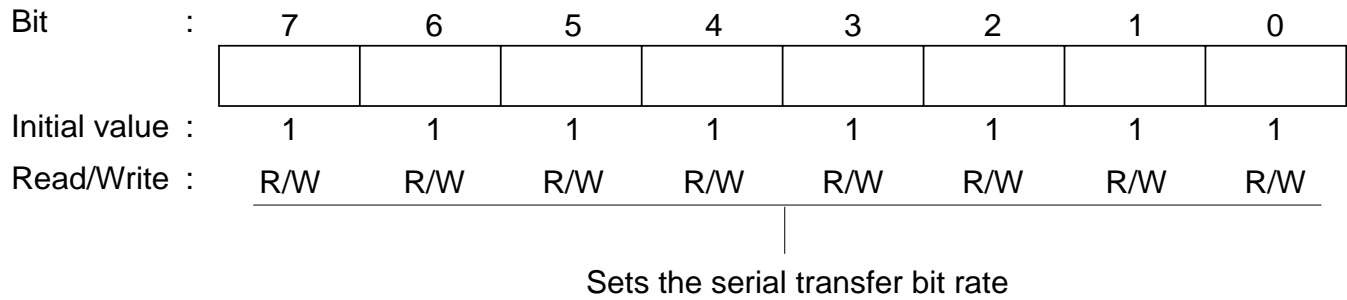 Bit : 7 6 5 4 3 2 1 0
Initial value : 1 1 1 1 1 1 1 1
Read/Write : R/W R/W R/W R/W R/W R/W R/W R/W
Sets the serial transfer bit rate